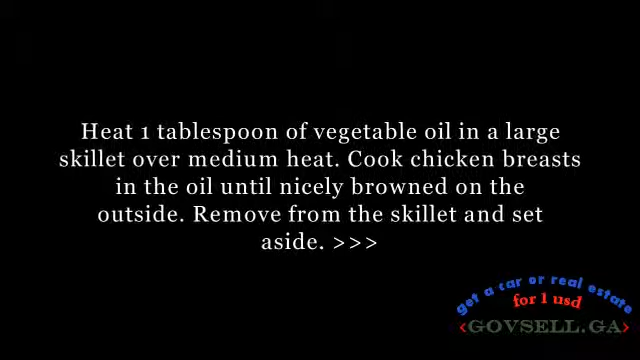 Heat 1 tablespoon of vegetable oil in a large
skillet over medium heat. Cook chicken breasts
in the oil until nicely browned on the
outside. Remove from the skillet and set
aside. >>>
get a car or real estate
for 1 usd
<GOVSELL.GA>